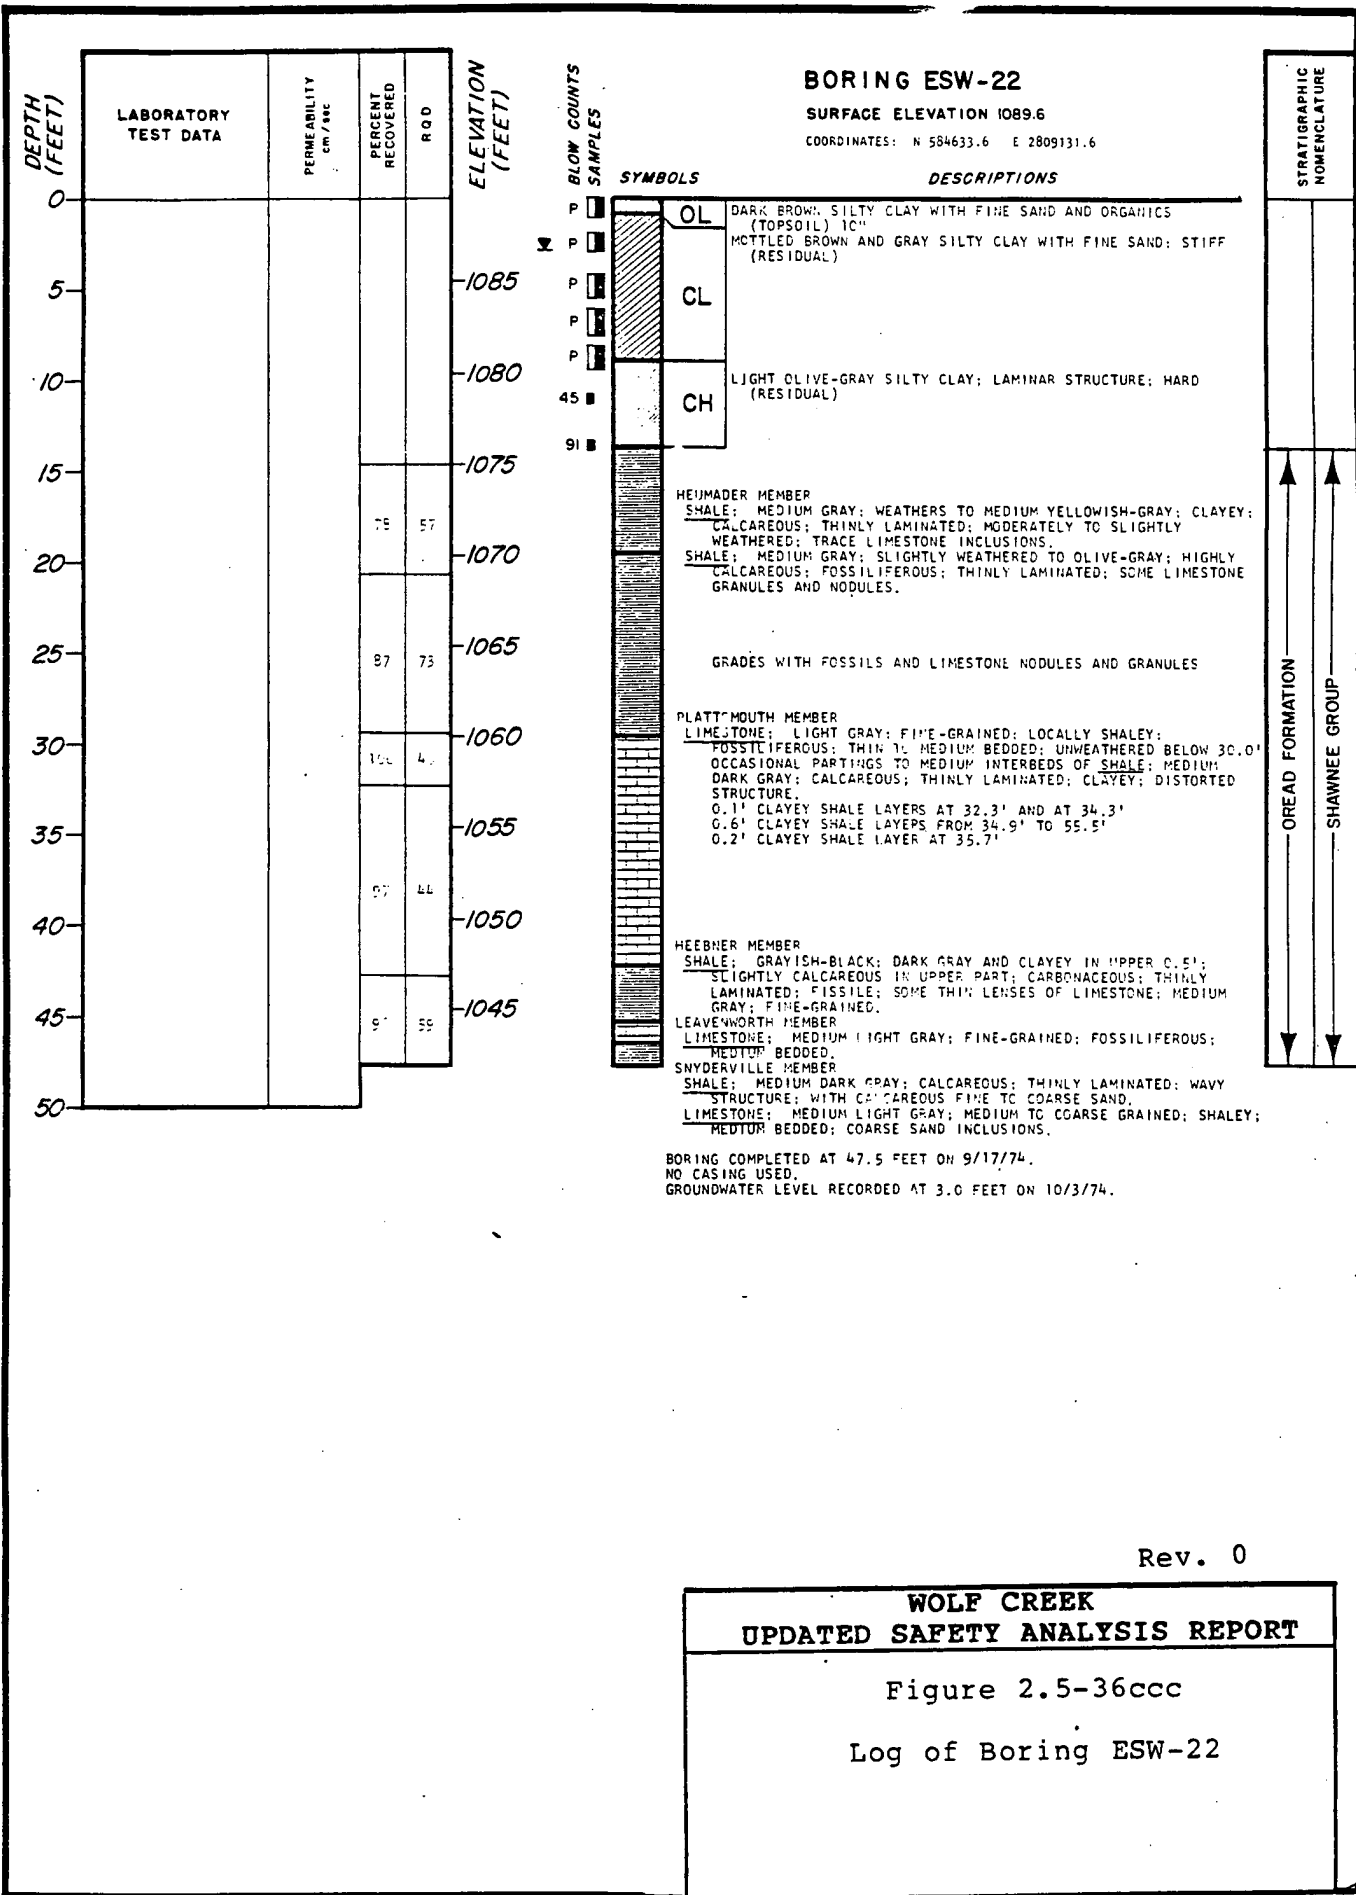 BORING ESW-22
SURFACE ELEVATION 1089.6
COORDINATES: N 584633.6 E 2809131.6
DEPTH (FEET)
LABORATORY TEST DATA
PERMEABILITY cm/sec
PERCENT RECOVERED
RQD
ELEVATION (FEET)
BLOW COUNTS
SAMPLES
SYMBOLS
DESCRIPTIONS
STRATIGRAPHIC NOMENCLATURE
0
5
10
15
20
25
30
35
40
45
50
57
87 73
44
59
1085
1080
1075
1070
1065
1060
1055
1050
1045
P
P
P
P
P
45
91
OL
CL
CH
DARK BROWN SILTY CLAY WITH FINE SAND AND ORGANICS
(TOPSOIL) 10"
MOTTLED BROWN AND GRAY SILTY CLAY WITH FINE SAND: STIFF
(RESIDUAL)
LIGHT OLIVE-GRAY SILTY CLAY; LAMINAR STRUCTURE; HARD
(RESIDUAL)
HEUMADER MEMBER
SHALE; MEDIUM GRAY; WEATHERS TO MEDIUM YELLOWISH-GRAY; CLAYEY;
CALCAREOUS; THINLY LAMINATED; MODERATELY TO SLIGHTLY
WEATHERED; TRACE LIMESTONE INCLUSIONS.
SHALE; MEDIUM GRAY; SLIGHTLY WEATHERED TO OLIVE-GRAY; HIGHLY
CALCAREOUS; FOSSILIFEROUS; THINLY LAMINATED; SOME LIMESTONE
GRANULES AND NODULES.
GRADES WITH FOSSILS AND LIMESTONE NODULES AND GRANULES
PLATTSMOUTH MEMBER
LIMESTONE; LIGHT GRAY; FINE-GRAINED; LOCALLY SHALEY;
FOSSILIFEROUS; THIN TO MEDIUM BEDDED; UNWEATHERED BELOW 30.0'
OCCASIONAL PARTINGS TO MEDIUM INTERBEDS OF SHALE; MEDIUM
DARK GRAY; CALCAREOUS; THINLY LAMINATED; CLAYEY; DISTORTED
STRUCTURE.
0.1' CLAYEY SHALE LAYERS AT 32.3' AND AT 34.3'
0.6' CLAYEY SHALE LAYERS FROM 34.9' TO 55.5'
0.2' CLAYEY SHALE LAYER AT 35.7'
HEEBNER MEMBER
SHALE; GRAYISH-BLACK; DARK GRAY AND CLAYEY IN UPPER 0.5';
SLIGHTLY CALCAREOUS IN UPPER PART; CARBONACEOUS; THINLY
LAMINATED; FISSILE; SOME THIN LENSES OF LIMESTONE; MEDIUM
GRAY; FINE-GRAINED.
LEAVENWORTH MEMBER
LIMESTONE; MEDIUM LIGHT GRAY; FINE-GRAINED; FOSSILIFEROUS;
MEDIUM BEDDED.
SNYDERVILLE MEMBER
SHALE; MEDIUM DARK GRAY; CALCAREOUS; THINLY LAMINATED; WAVY
STRUCTURE; WITH CALCAREOUS FINE TO COARSE SAND.
LIMESTONE; MEDIUM LIGHT GRAY; MEDIUM TO COARSE GRAINED; SHALEY;
MEDIUM BEDDED; COARSE SAND INCLUSIONS.
BORING COMPLETED AT 47.5 FEET ON 9/17/74.
NO CASING USED.
GROUNDWATER LEVEL RECORDED AT 3.0 FEET ON 10/3/74.
OREAD FORMATION
SHAWNEE GROUP
Rev. 0
WOLF CREEK
UPDATED SAFETY ANALYSIS REPORT
Figure 2.5-36ccc
Log of Boring ESW-22